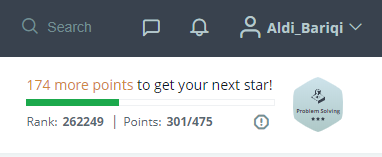 Search
Aldi_Bariqi
174 more points to get your next star!
Rank: 262249 | Points: 301/475
Problem Solving